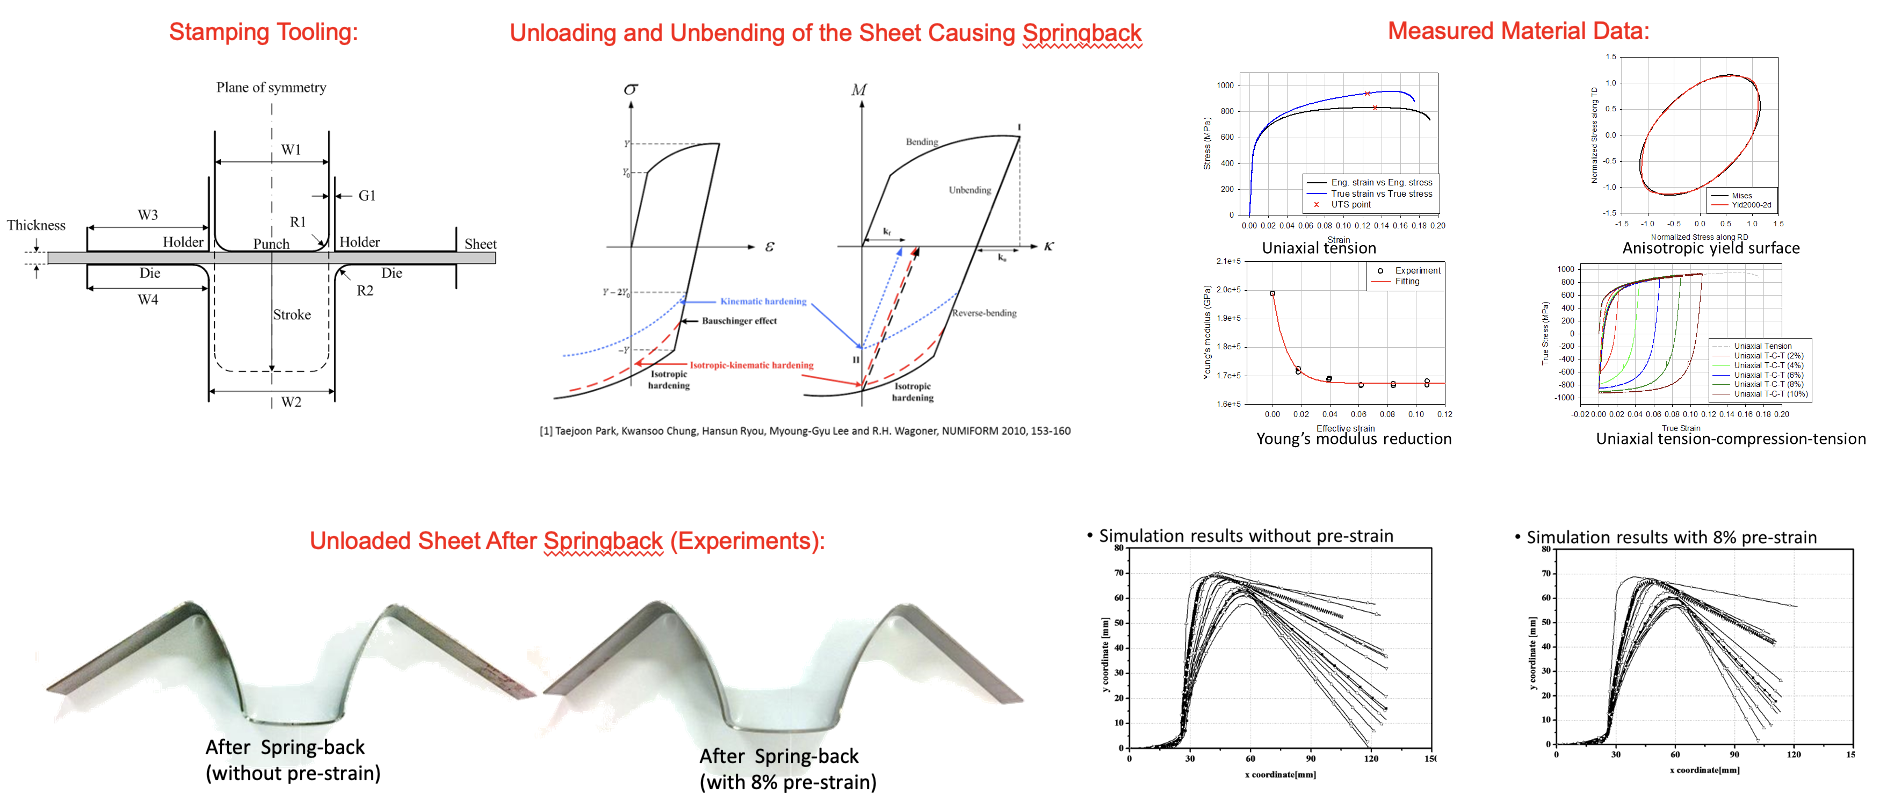 Stamping Tooling:
Plane of symmetry
W1
G1
W3
R1
Thickness
Holder
Punch
Holder
Sheet
Die
Die
W4
R2
Stroke
W2
Unloading and Unbending of the Sheet Causing Springback
σ
Y
Y₀
ε
Y−2Y₀
−Y
Kinematic hardening
Bauschinger effect
Isotropic-kinematic hardening
Isotropic
hardening
M
I
Bending
Unbending
κ
Reverse-bending
II
Isotropic
hardening
[1] Taejoon Park, Kwansoo Chung, Hansun Ryou, Myoung-Gyu Lee and R.H. Wagoner, NUMIFORM 2010, 153-160
Measured Material Data:
1000
800
600
400
200
0
Stress (MPa)
Eng. strain vs Eng. stress
True strain vs True stress
UTS point
0.00 0.02 0.04 0.06 0.08 0.10 0.12 0.14 0.16 0.18 0.20
Strain
Uniaxial tension
1.5
1.0
0.5
0.0
-0.5
-1.0
-1.5
Normalized Stress along TD
Mises
Yld2000-2d
-1.5 -1.0 -0.5 0.0 0.5 1.0 1.5
Normalized Stress along RD
Anisotropic yield surface
2.1e+5
2.0e+5
1.9e+5
1.8e+5
1.7e+5
1.6e+5
Young's modulus (GPa)
Experiment
Fitting
0.00 0.02 0.04 0.06 0.08 0.10 0.12
Effective strain
Young's modulus reduction
1000
800
600
400
200
0
-200
-400
-600
-800
-1000
True Stress (MPa)
Uniaxial Tension
Uniaxial T-C-T (2%)
Uniaxial T-C-T (4%)
Uniaxial T-C-T (6%)
Uniaxial T-C-T (8%)
Uniaxial T-C-T (10%)
-0.02 0.00 0.02 0.04 0.06 0.08 0.10 0.12 0.14 0.16 0.18 0.20
True Strain
Uniaxial tension-compression-tension
Unloaded Sheet After Springback (Experiments):
After Spring-back
(without pre-strain)
After Spring-back
(with 8% pre-strain)
• Simulation results without pre-strain
80
70
60
50
40
30
20
10
0
y coordinate [mm]
0 30 60 90 120 15
x coordinate[mm]
• Simulation results with 8% pre-strain
80
70
60
50
40
30
20
10
0
y coordinate [mm]
0 30 60 90 120 15
x coordinate[mm]